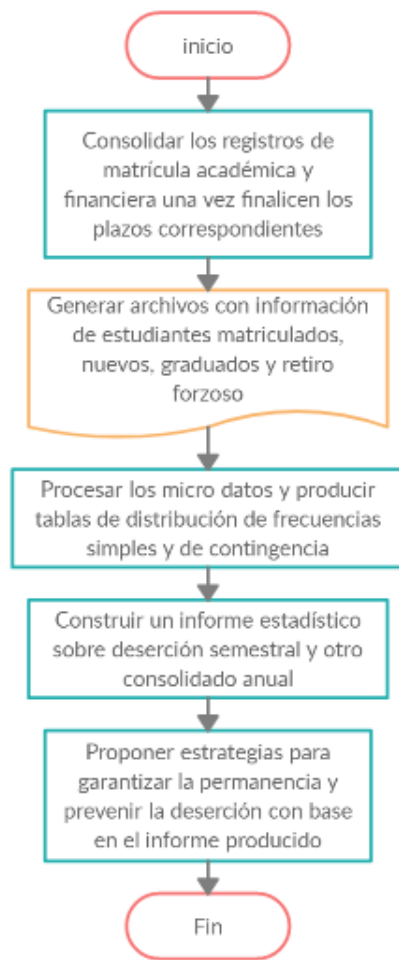 inicio
Consolidar los registros de
matrícula académica y
financiera una vez finalicen los
plazos correspondientes
Generar archivos con información
de estudiantes matriculados,
nuevos, graduados y retiro
forzoso
Procesar los micro datos y producir
tablas de distribución de frecuencias
simples y de contingencia
Construir un informe estadístico
sobre deserción semestral y otro
consolidado anual
Proponer estrategias para
garantizar la permanencia y
prevenir la deserción con base
en el informe producido
Fin